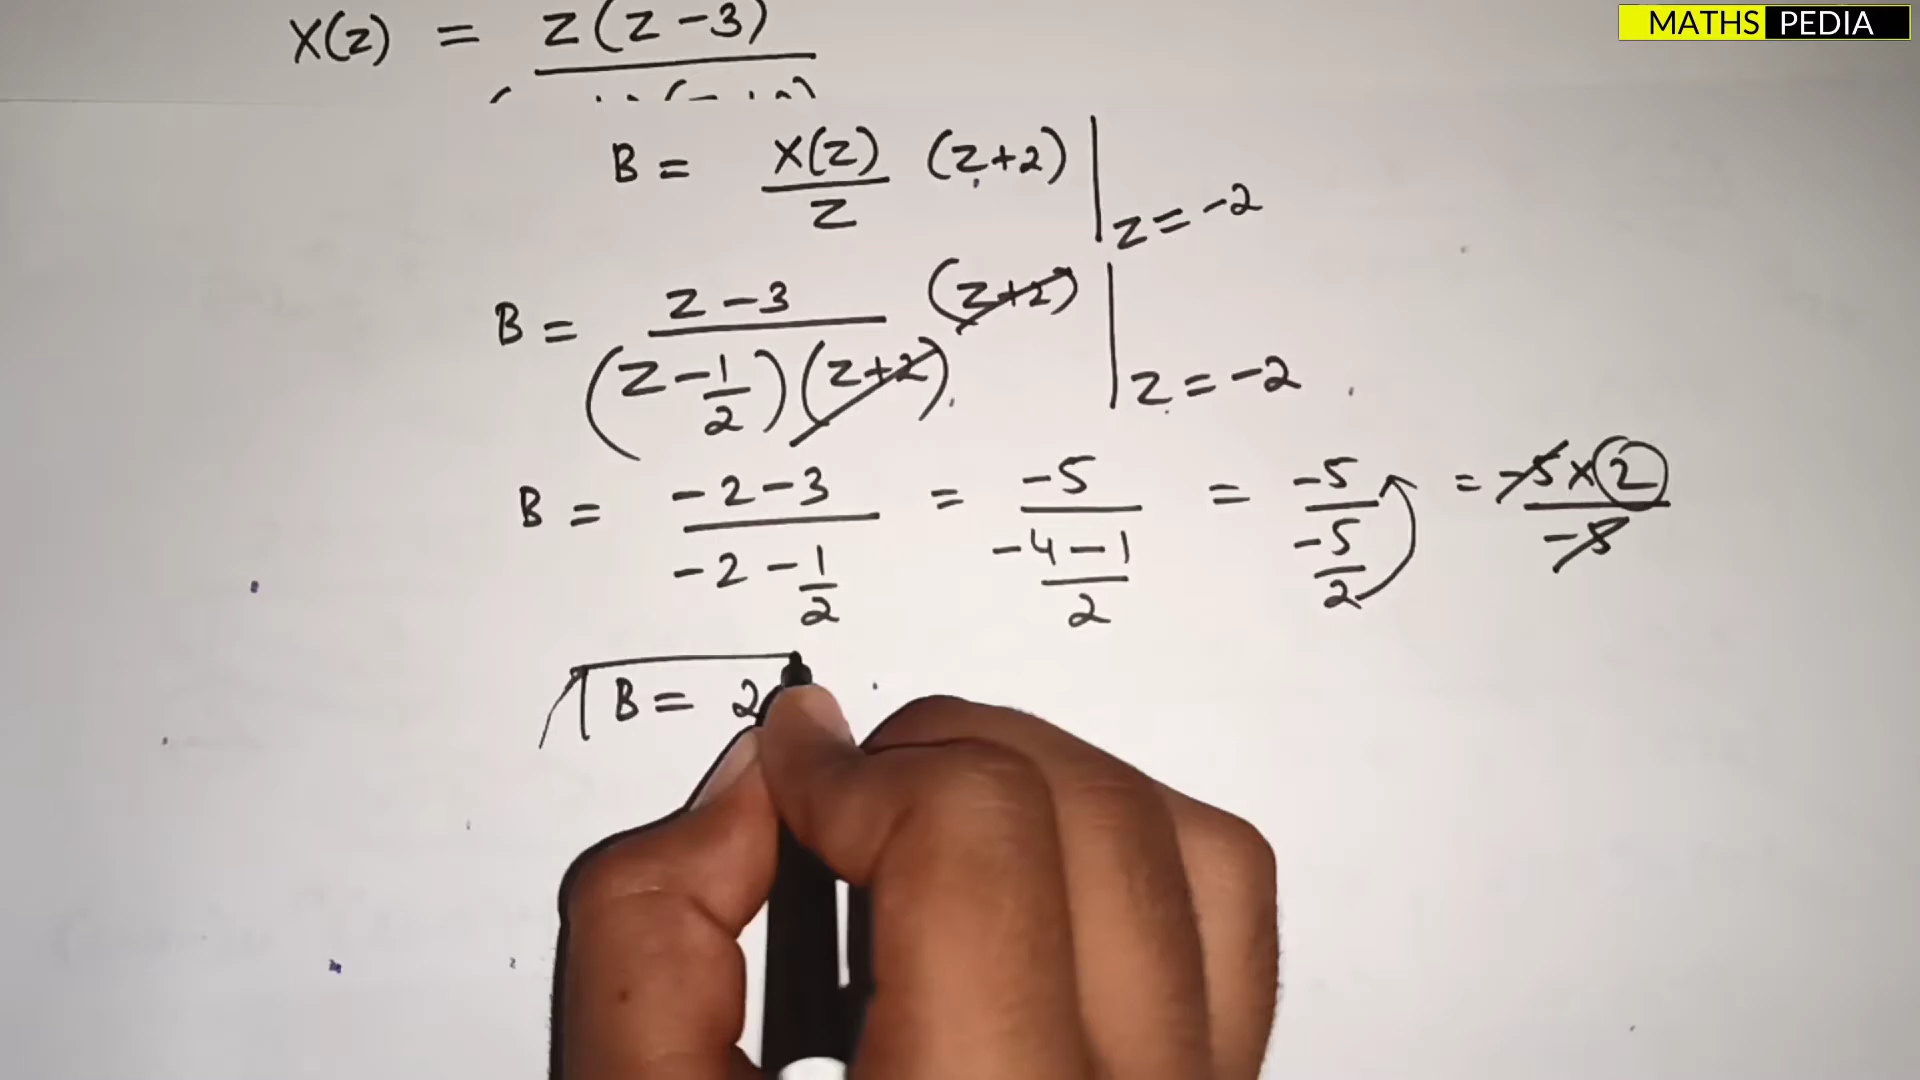 MATHS PEDIA
X(z) = z(z-3)
B = X(z)/z (z+2) | z=-2
B = z-3/(z-1/2)(z+2) (z+2) | z=-2
B = -2-3/-2-1/2 = -5/-4-1/2 = -5/-5/2 = -5×2/-5
B = 2